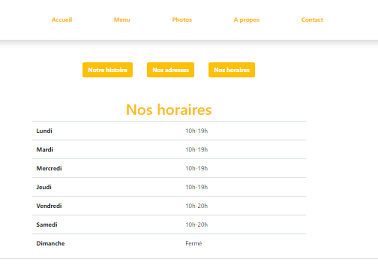 Accueil Menu Photos A propos Contact
Notre histoire Nos adresses Nos horaires
Nos horaires
Lundi 10h-19h
Mardi 10h-19h
Mercredi 10h-19h
Jeudi 10h-19h
Vendredi 10h-20h
Samedi 10h-20h
Dimanche Fermé